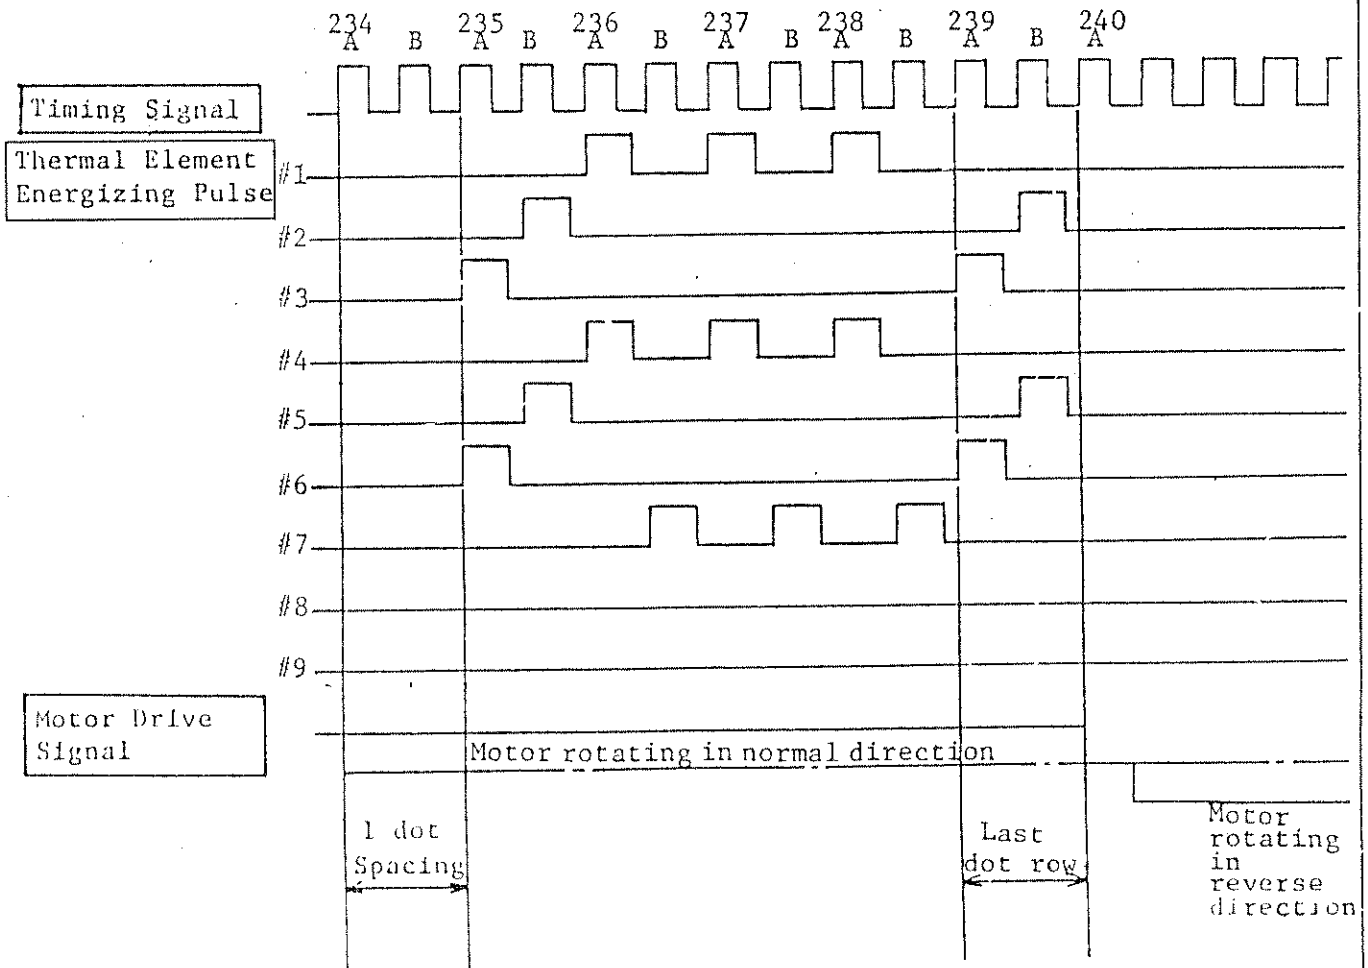 234 235 236 237 238 239 240
A B A B A B A B A B A B A
Timing Signal
Thermal Element
Energizing Pulse
#1
#2
#3
#4
#5
#6
#7
#8
#9
Motor Drive
Signal
Motor rotating in normal direction
1 dot
Spacing
Last
dot row
Motor
rotating
in
reverse
direction